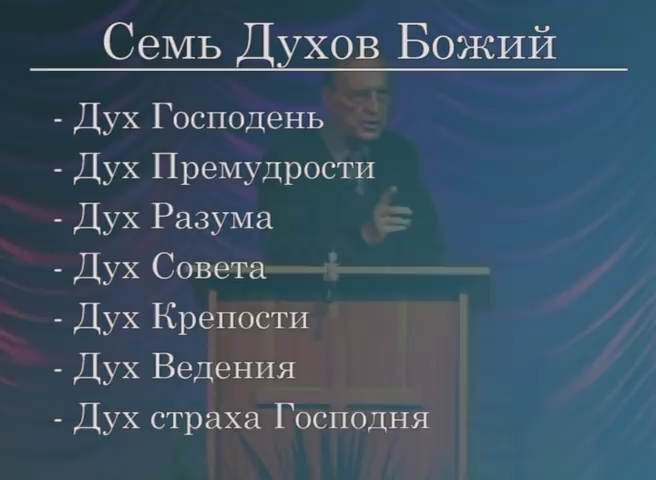 Семь Духов Божий
- Дух Господень
- Дух Премудрости
- Дух Разума
- Дух Совета
- Дух Крепости
- Дух Ведения
- Дух страха Господня